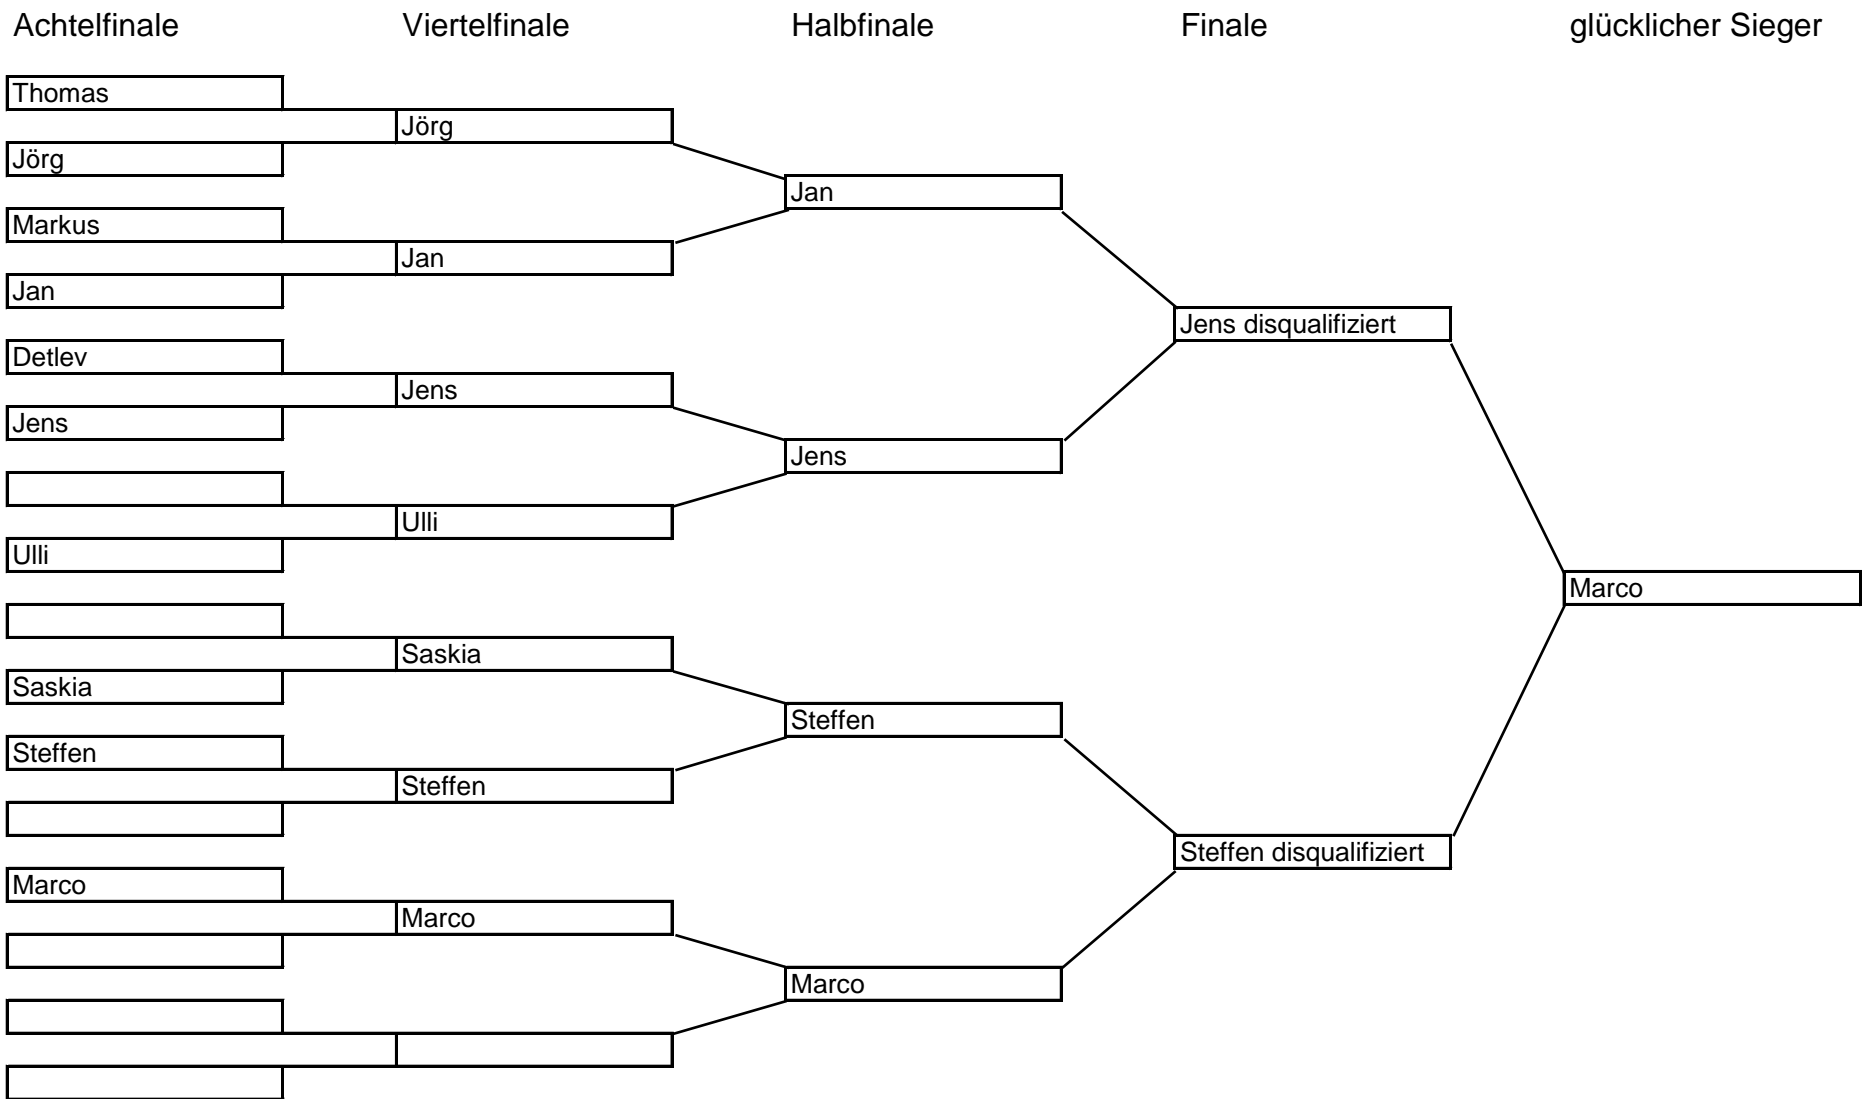 Achtelfinale Viertelfinale Halbfinale Finale glücklicher Sieger
Thomas
Jörg
Jörg
Jan
Markus
Jan
Jan
Jens disqualifiziert
Detlev
Jens
Jens
Jens
Ulli
Ulli
Marco
Saskia
Saskia
Steffen
Steffen
Steffen
Steffen disqualifiziert
Marco
Marco
Marco